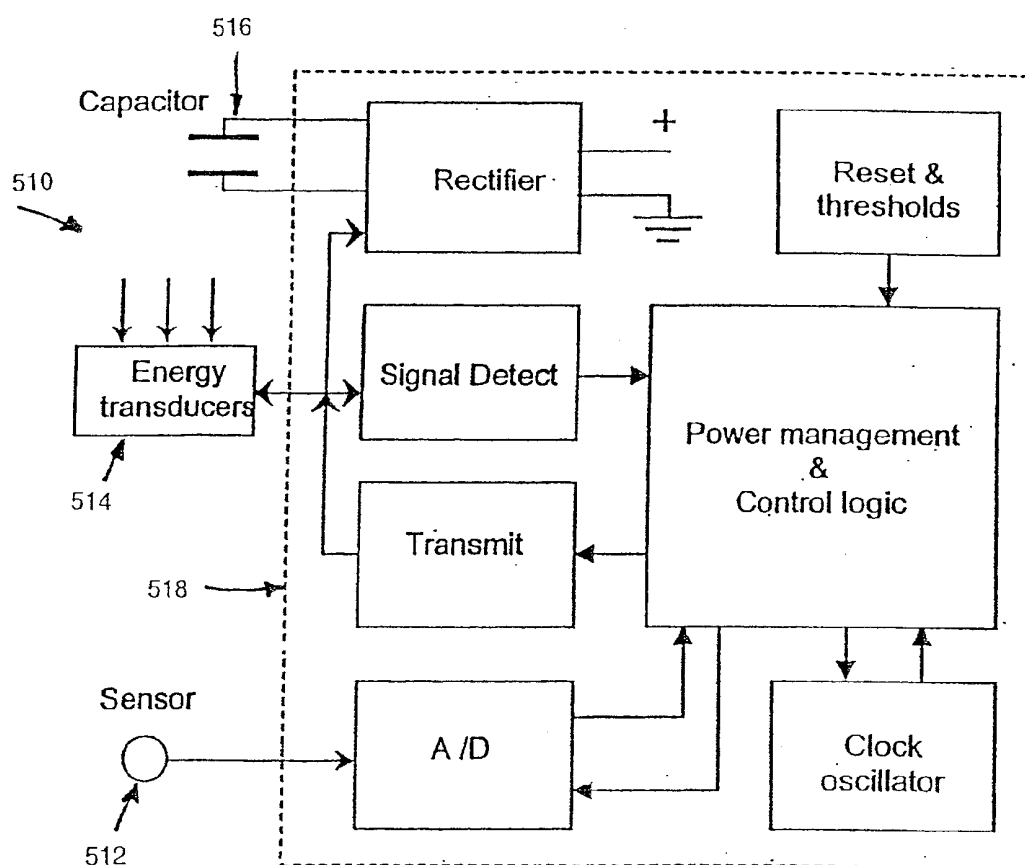 516
Capacitor
+
510
Rectifier
Reset &
thresholds
Energy
transducers
Signal Detect
514
Power management
&
Control logic
Transmit
518
Sensor
A /D
Clock
oscillator
512